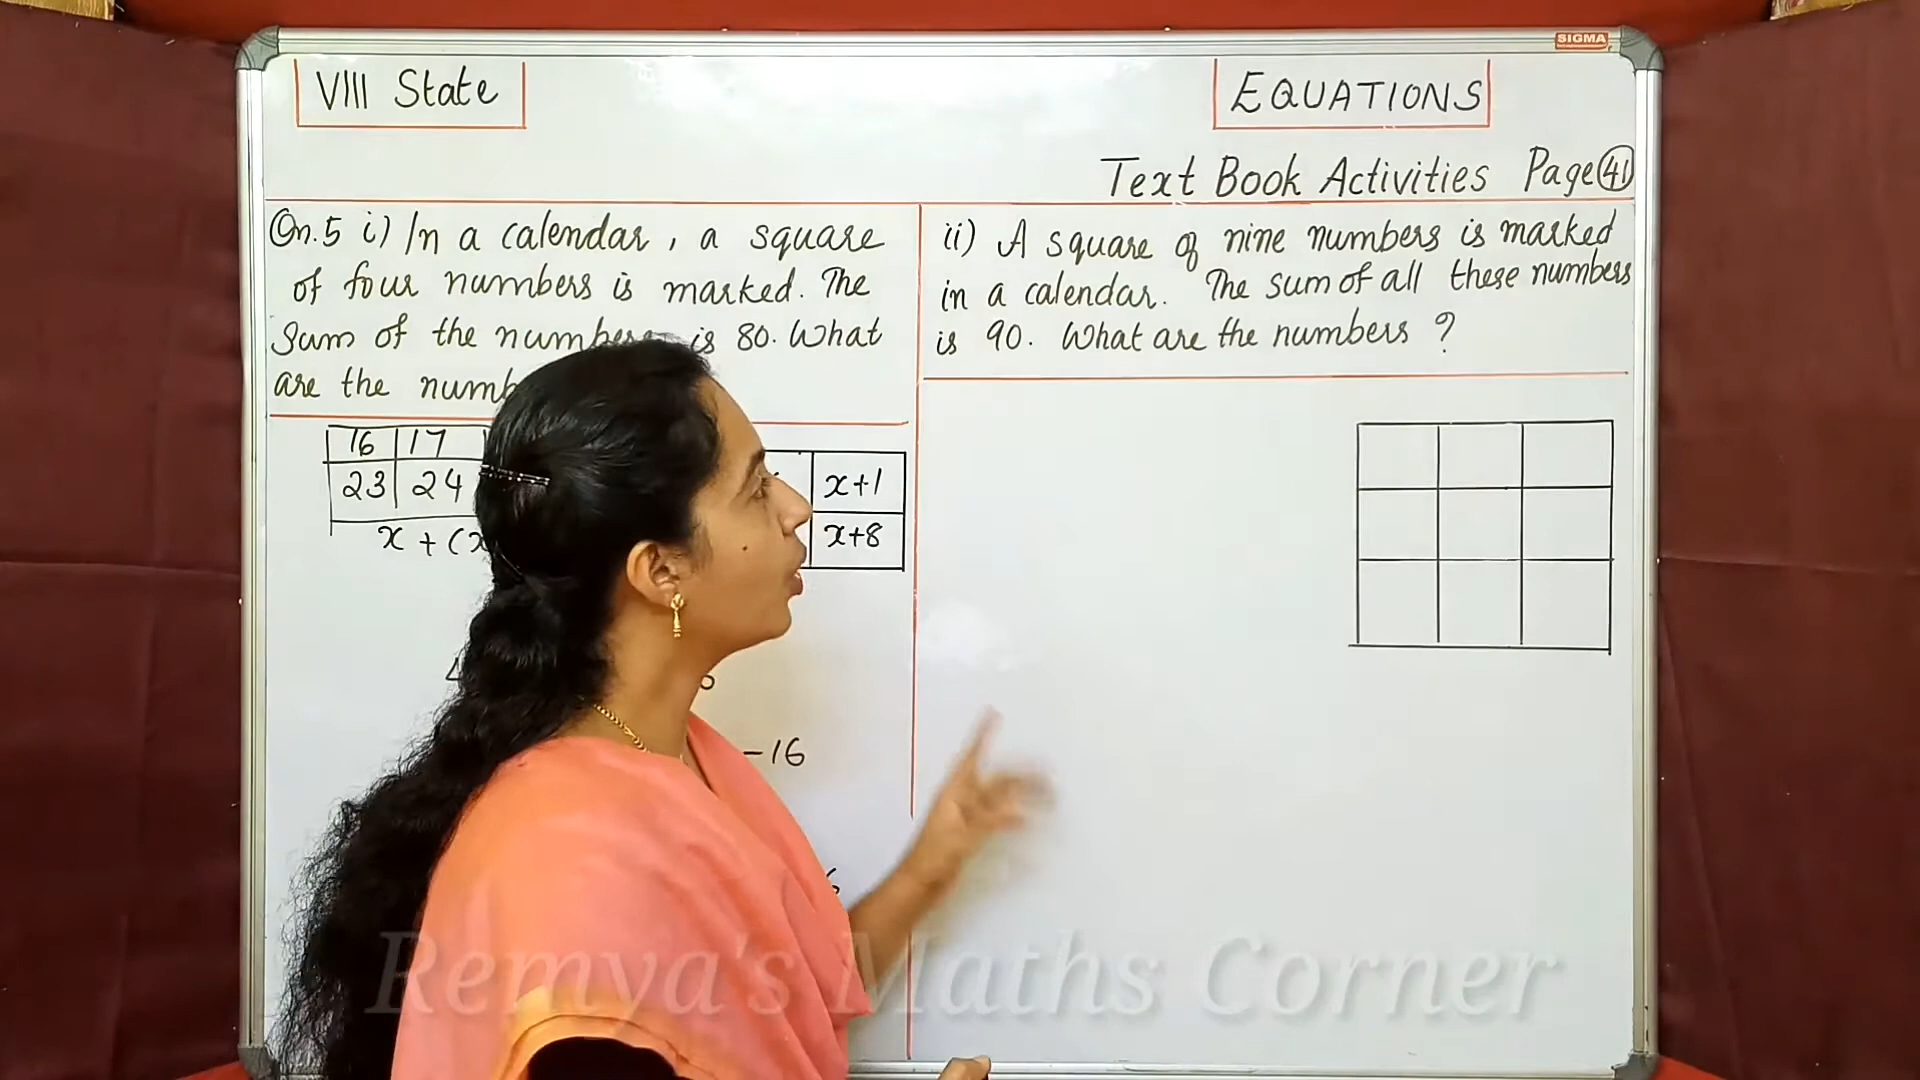 SIGMA
VIII State
EQUATIONS
Text Book Activities Page 41
Qn.5 i) In a calendar, a square
of four numbers is marked. The
Sum of the numbers is 80. What
are the
ii) A square of nine numbers is marked
in a calendar. The sum of all these numbers
is 90. What are the numbers ?
16 17
23 24
x+1
x+8
x + (x
-16
Remya's Maths Corner